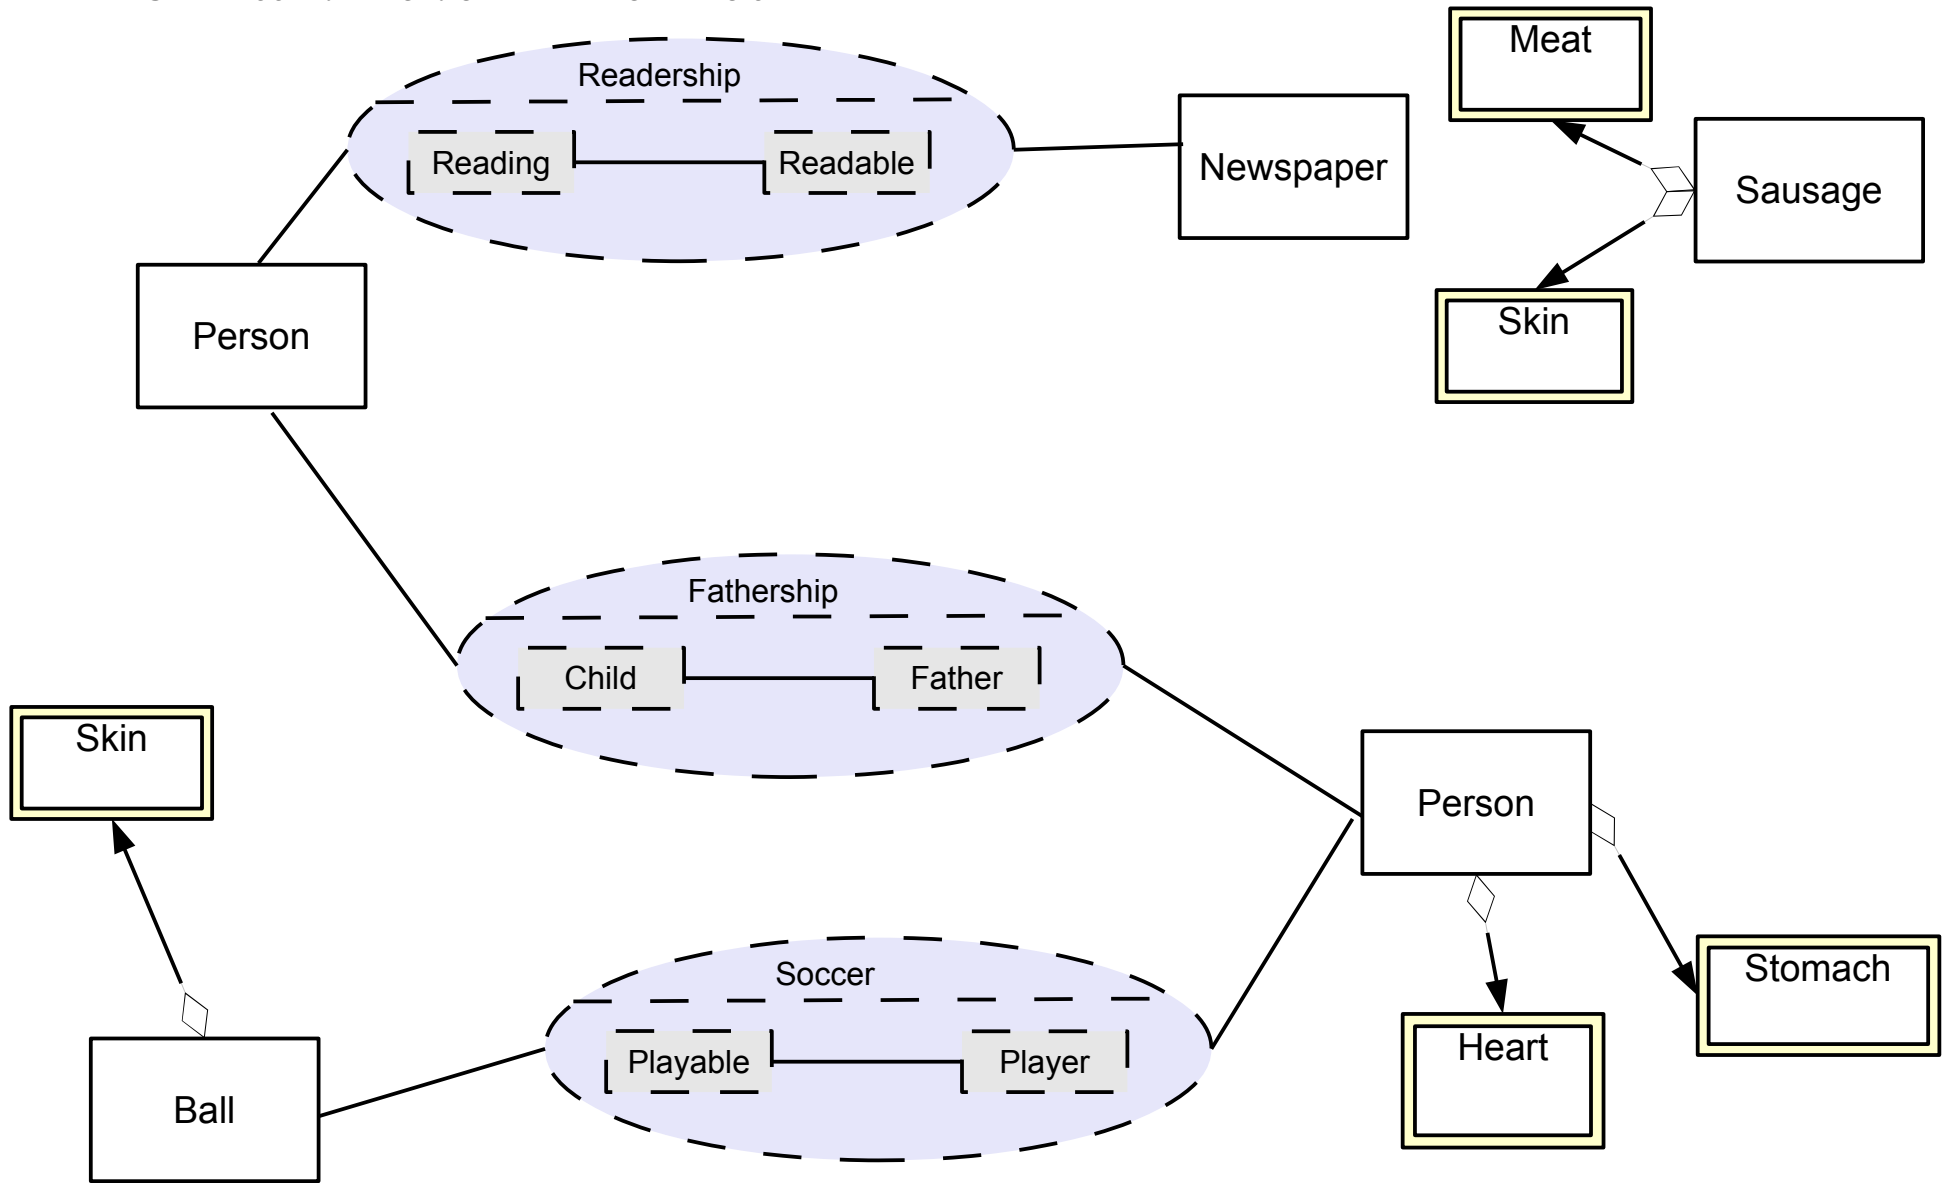 Meat
Readership
Reading
Readable
Newspaper
Sausage
Person
Skin
Fathership
Child
Father
Skin
Person
Soccer
Stomach
Playable
Player
Heart
Ball